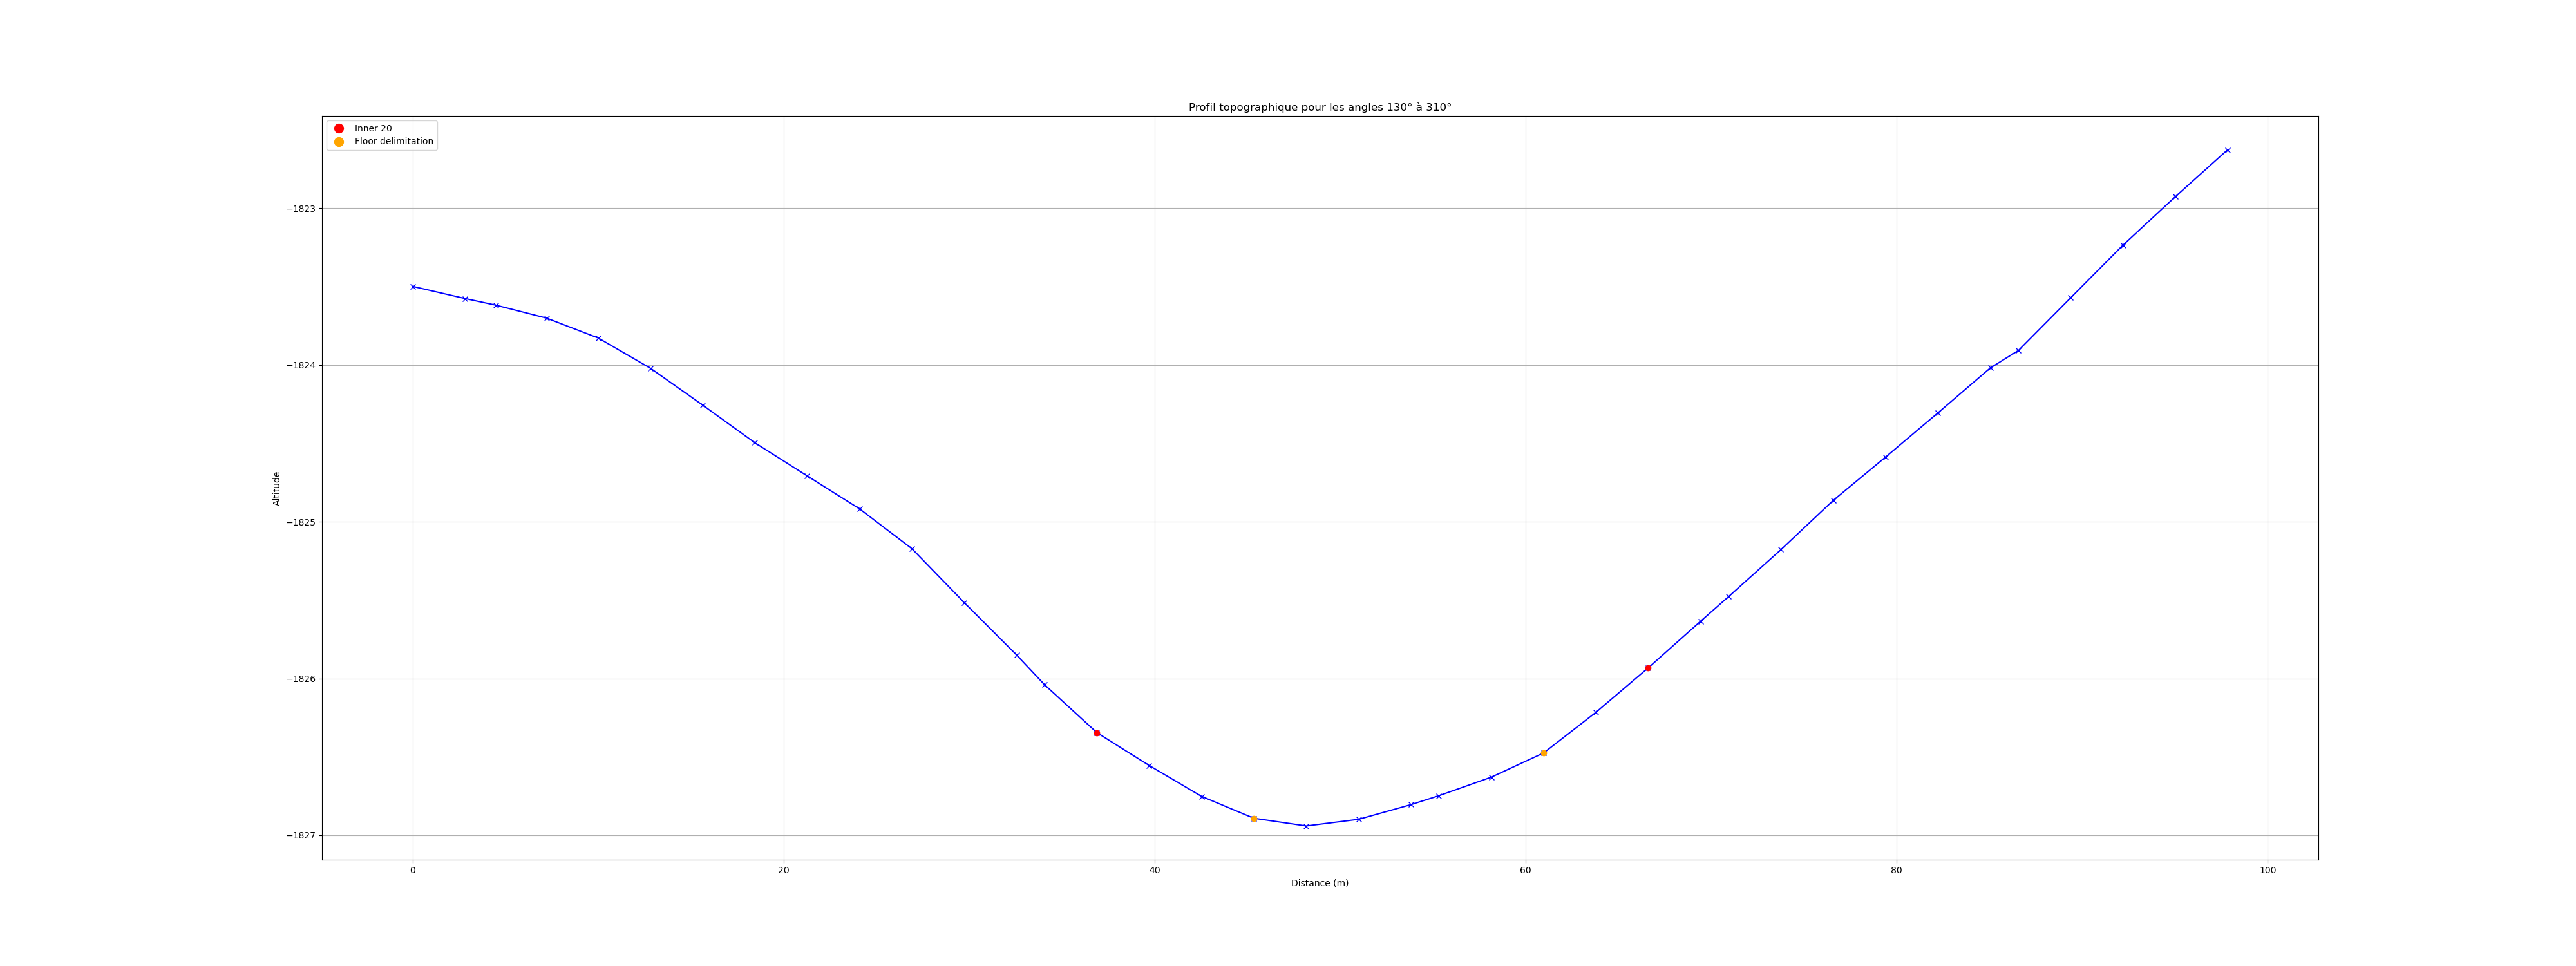 Profil topographique pour les angles 130° à 310°
Inner 20
Floor delimitation
−1823
−1824
−1825
−1826
−1827
Altitude
0 20 40 60 80 100
Distance (m)